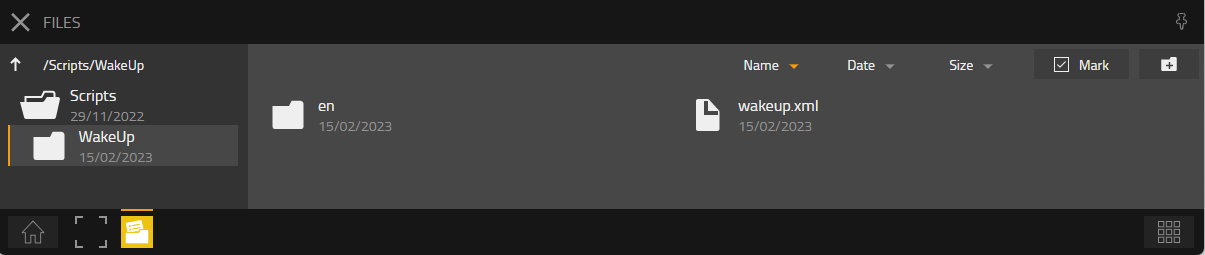 FILES
/Scripts/WakeUp
Name Date Size Mark
Scripts
29/11/2022
WakeUp
15/02/2023
en
15/02/2023
wakeup.xml
15/02/2023